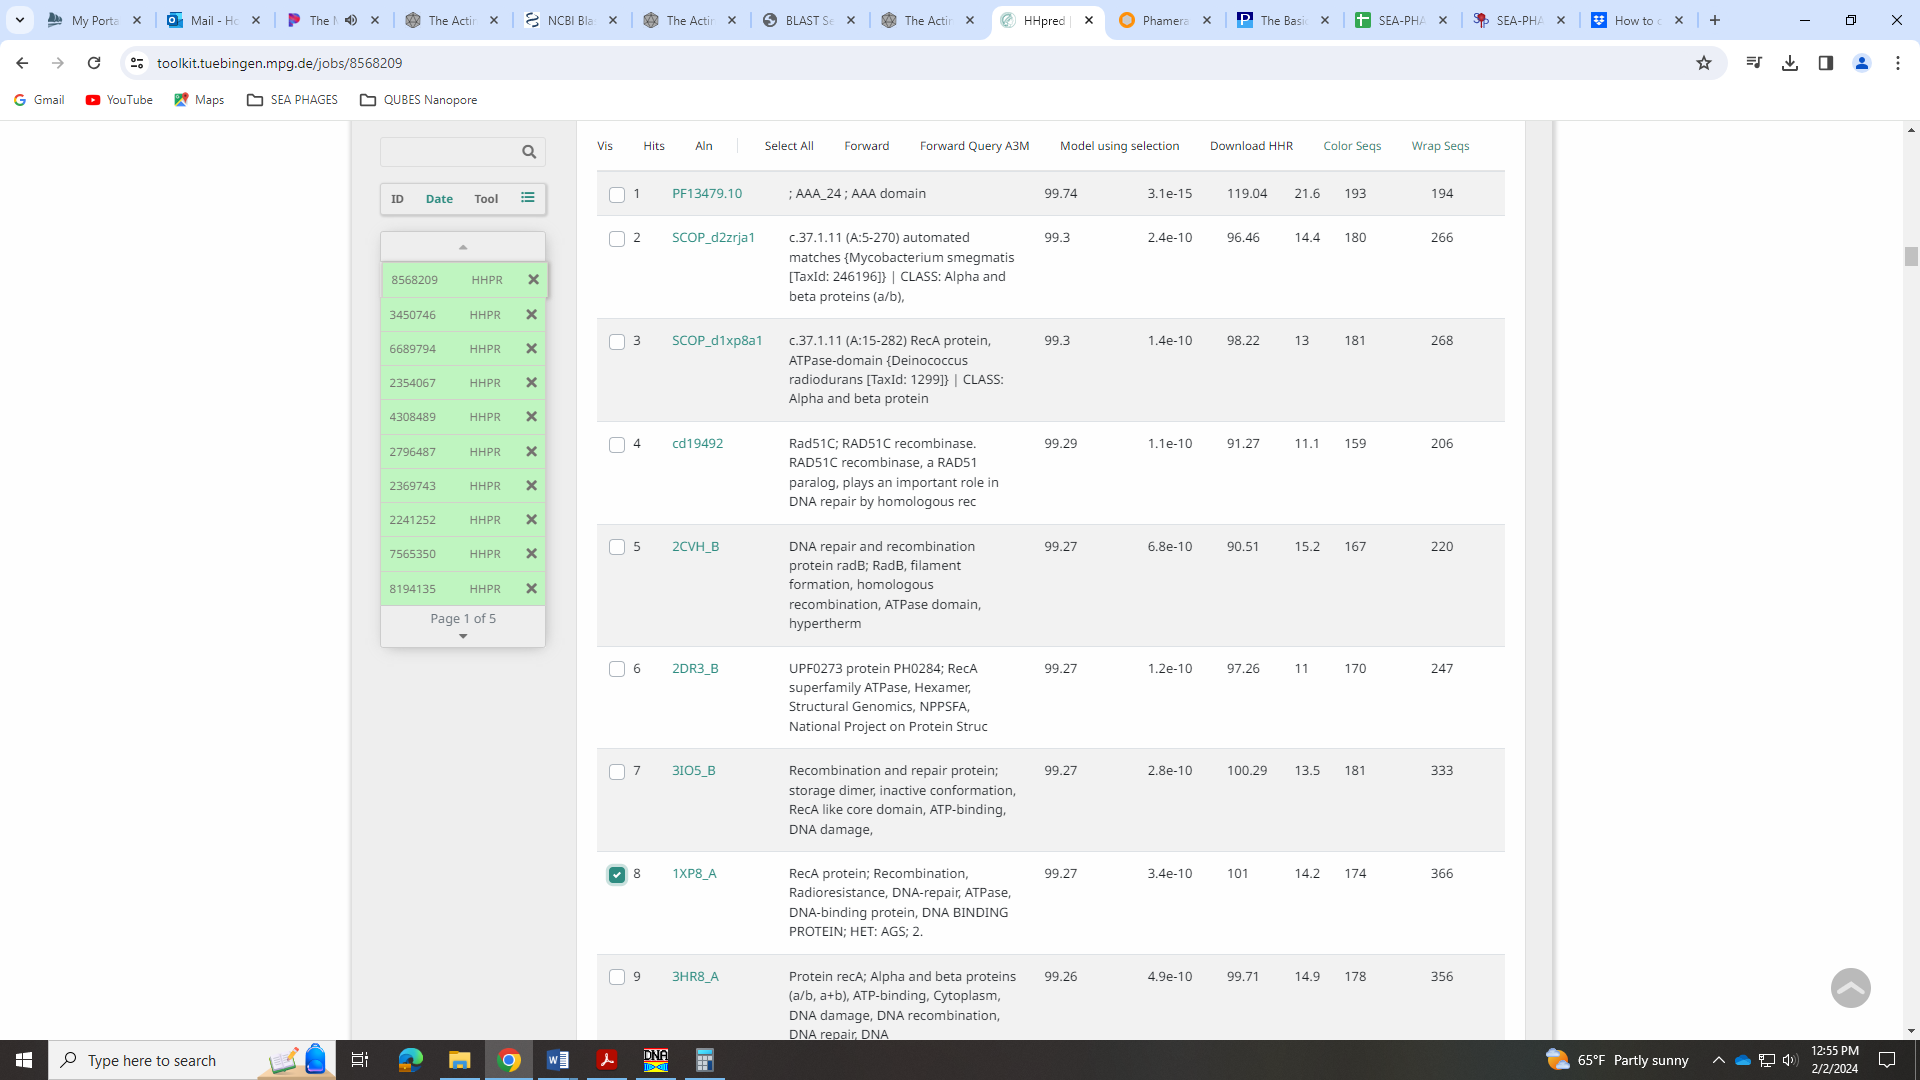 My Porta
Mail - Ho
The M
The Actin
NCBI Blas
The Actin
BLAST Se
The Actin
HHpred |
Phamera
The Basi
SEA-PHA
SEA-PHA
How to c
toolkit.tuebingen.mpg.de/jobs/8568209
Gmail
YouTube
Maps
SEA PHAGES
QUBES Nanopore
Vis Hits Aln Select All Forward Forward Query A3M Model using selection Download HHR Color Seqs Wrap Seqs
ID Date Tool
8568209 HHPR
3450746 HHPR
6689794 HHPR
2354067 HHPR
4308489 HHPR
2796487 HHPR
2369743 HHPR
2241252 HHPR
7565350 HHPR
8194135 HHPR
Page 1 of 5
1 PF13479.10 ; AAA_24 ; AAA domain 99.74 3.1e-15 119.04 21.6 193 194
2 SCOP_d2zrja1 c.37.1.11 (A:5-270) automated 99.3 2.4e-10 96.46 14.4 180 266
matches {Mycobacterium smegmatis
[TaxId: 246196]} | CLASS: Alpha and
beta proteins (a/b),
3 SCOP_d1xp8a1 c.37.1.11 (A:15-282) RecA protein, 99.3 1.4e-10 98.22 13 181 268
ATPase-domain {Deinococcus
radiodurans [TaxId: 1299]} | CLASS:
Alpha and beta protein
4 cd19492 Rad51C; RAD51C recombinase. 99.29 1.1e-10 91.27 11.1 159 206
RAD51C recombinase, a RAD51
paralog, plays an important role in
DNA repair by homologous rec
5 2CVH_B DNA repair and recombination 99.27 6.8e-10 90.51 15.2 167 220
protein radB; RadB, filament
formation, homologous
recombination, ATPase domain,
hypertherm
6 2DR3_B UPF0273 protein PH0284; RecA 99.27 1.2e-10 97.26 11 170 247
superfamily ATPase, Hexamer,
Structural Genomics, NPPSFA,
National Project on Protein Struc
7 3IO5_B Recombination and repair protein; 99.27 2.8e-10 100.29 13.5 181 333
storage dimer, inactive conformation,
RecA like core domain, ATP-binding,
DNA damage,
8 1XP8_A RecA protein; Recombination, 99.27 3.4e-10 101 14.2 174 366
Radioresistance, DNA-repair, ATPase,
DNA-binding protein, DNA BINDING
PROTEIN; HET: AGS; 2.
9 3HR8_A Protein recA; Alpha and beta proteins 99.26 4.9e-10 99.71 14.9 178 356
(a/b, a+b), ATP-binding, Cytoplasm,
DNA damage, DNA recombination,
DNA repair, DNA
Type here to search
DNA
65°F Partly sunny
12:55 PM
2/2/2024